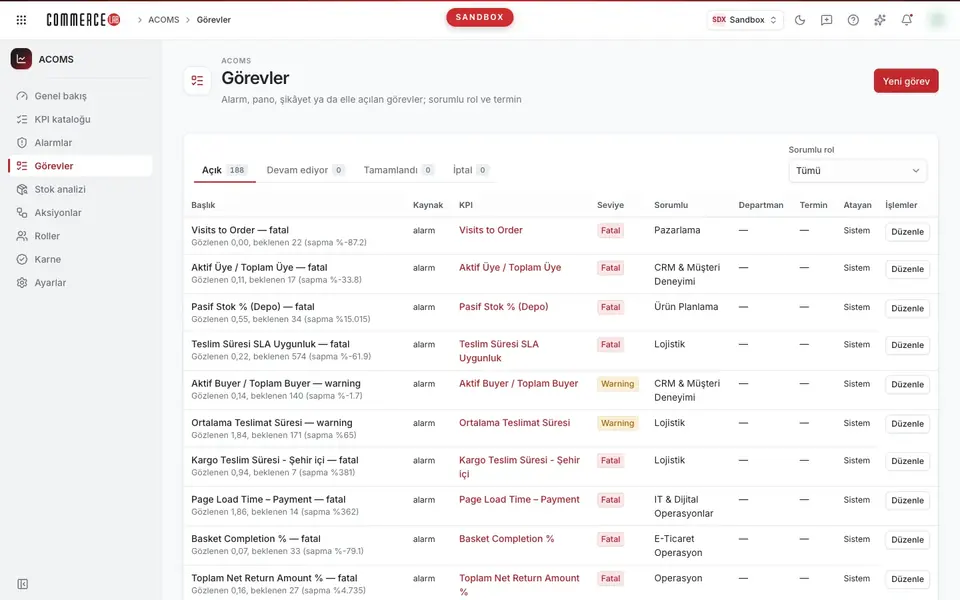 COMMERCE
ACOMS
Görevler
SANDBOX
SDX Sandbox
ACOMS
Genel bakış
KPI kataloğu
Alarmlar
Görevler
Stok analizi
Aksiyonlar
Roller
Karne
Ayarlar
ACOMS
Görevler
Alarm, pano, şikâyet ya da elle açılan görevler; sorumlu rol ve termin
Yeni görev
Açık 188
Devam ediyor 0
Tamamlandı 0
İptal 0
Sorumlu rol
Tümü
Başlık Kaynak KPI Seviye Sorumlu Departman Termin Atayan İşlemler
Visits to Order — fatal alarm Visits to Order Fatal Pazarlama — — Sistem Düzenle
Gözlenen 0,00, beklenen 22 (sapma %-87.2)
Aktif Üye / Toplam Üye — fatal alarm Aktif Üye / Toplam Üye Fatal CRM & Müşteri — — Sistem Düzenle
Gözlenen 0,11, beklenen 17 (sapma %-33.8) Deneyimi
Pasif Stok % (Depo) — fatal alarm Pasif Stok % (Depo) Fatal Ürün Planlama — — Sistem Düzenle
Gözlenen 0,55, beklenen 34 (sapma %15.015)
Teslim Süresi SLA Uygunluk — fatal alarm Teslim Süresi SLA Fatal Lojistik — — Sistem Düzenle
Gözlenen 0,22, beklenen 574 (sapma %-61.9) Uygunluk
Aktif Buyer / Toplam Buyer — warning alarm Aktif Buyer / Toplam Buyer Warning CRM & Müşteri — — Sistem Düzenle
Gözlenen 0,14, beklenen 140 (sapma %-1.7) Deneyimi
Ortalama Teslimat Süresi — warning alarm Ortalama Teslimat Süresi Warning Lojistik — — Sistem Düzenle
Gözlenen 1,84, beklenen 171 (sapma %65)
Kargo Teslim Süresi - Şehir içi — fatal alarm Kargo Teslim Süresi - Şehir Fatal Lojistik — — Sistem Düzenle
Gözlenen 0,94, beklenen 7 (sapma %381) içi
Page Load Time – Payment — fatal alarm Page Load Time – Payment Fatal IT & Dijital — — Sistem Düzenle
Gözlenen 1,86, beklenen 14 (sapma %362) Operasyonlar
Basket Completion % — fatal alarm Basket Completion % Fatal E-Ticaret — — Sistem Düzenle
Gözlenen 0,07, beklenen 33 (sapma %-79.1) Operasyon
Toplam Net Return Amount % — fatal alarm Toplam Net Return Amount Fatal Operasyon — — Sistem Düzenle
Gözlenen 0,16, beklenen 27 (sapma %4.735) %